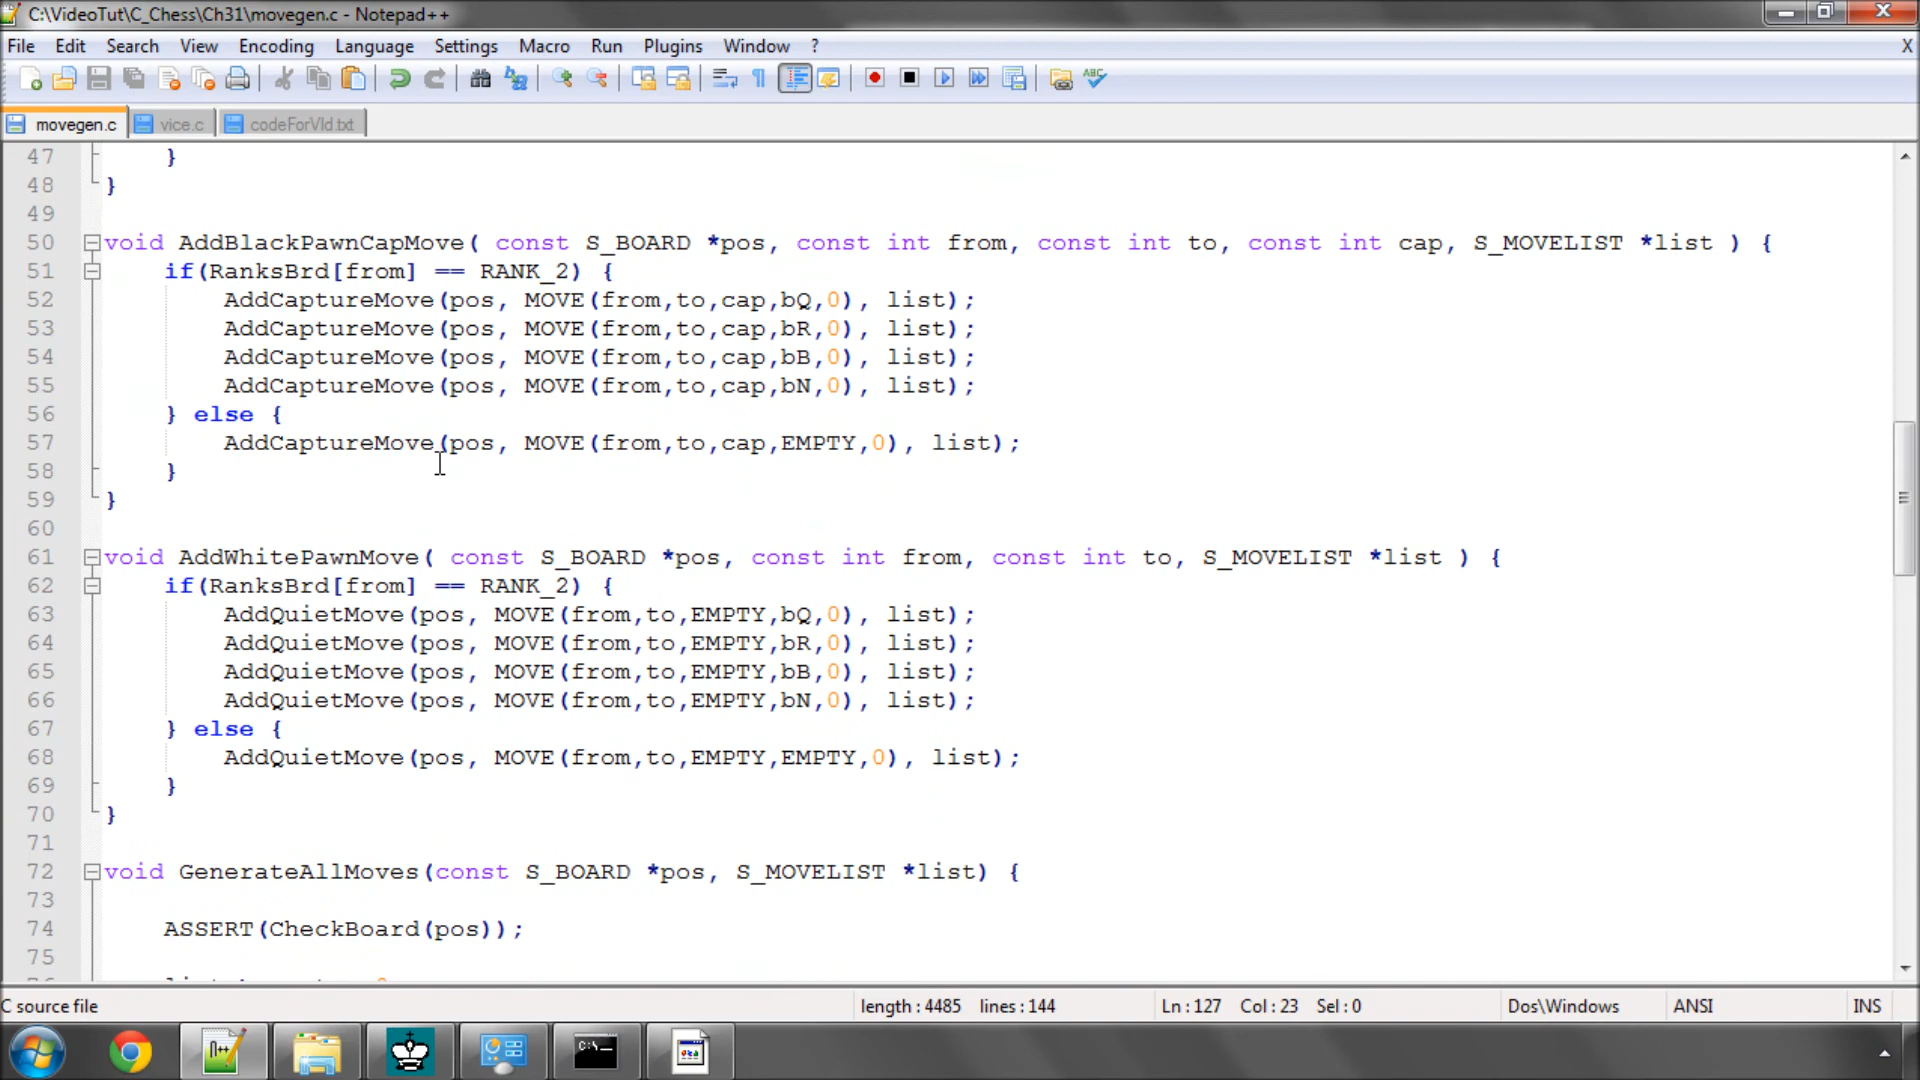 C:\VideoTut\C_Chess\Ch31\movegen.c - Notepad++
File Edit Search View Encoding Language Settings Macro Run Plugins Window ? X
movegen.c vice.c codeForVId.txt
47 }
48 }
49
50 void AddBlackPawnCapMove( const S_BOARD *pos, const int from, const int to, const int cap, S_MOVELIST *list ) {
51 if(RanksBrd[from] == RANK_2) {
52 AddCaptureMove(pos, MOVE(from,to,cap,bQ,0), list);
53 AddCaptureMove(pos, MOVE(from,to,cap,bR,0), list);
54 AddCaptureMove(pos, MOVE(from,to,cap,bB,0), list);
55 AddCaptureMove(pos, MOVE(from,to,cap,bN,0), list);
56 } else {
57 AddCaptureMove(pos, MOVE(from,to,cap,EMPTY,0), list);
58 }
59 }
60
61 void AddWhitePawnMove( const S_BOARD *pos, const int from, const int to, S_MOVELIST *list ) {
62 if(RanksBrd[from] == RANK_2) {
63 AddQuietMove(pos, MOVE(from,to,EMPTY,bQ,0), list);
64 AddQuietMove(pos, MOVE(from,to,EMPTY,bR,0), list);
65 AddQuietMove(pos, MOVE(from,to,EMPTY,bB,0), list);
66 AddQuietMove(pos, MOVE(from,to,EMPTY,bN,0), list);
67 } else {
68 AddQuietMove(pos, MOVE(from,to,EMPTY,EMPTY,0), list);
69 }
70 }
71
72 void GenerateAllMoves(const S_BOARD *pos, S_MOVELIST *list) {
73
74 ASSERT(CheckBoard(pos));
75
C source file length : 4485 lines : 144 Ln : 127 Col : 23 Sel : 0 Dos\Windows ANSI INS